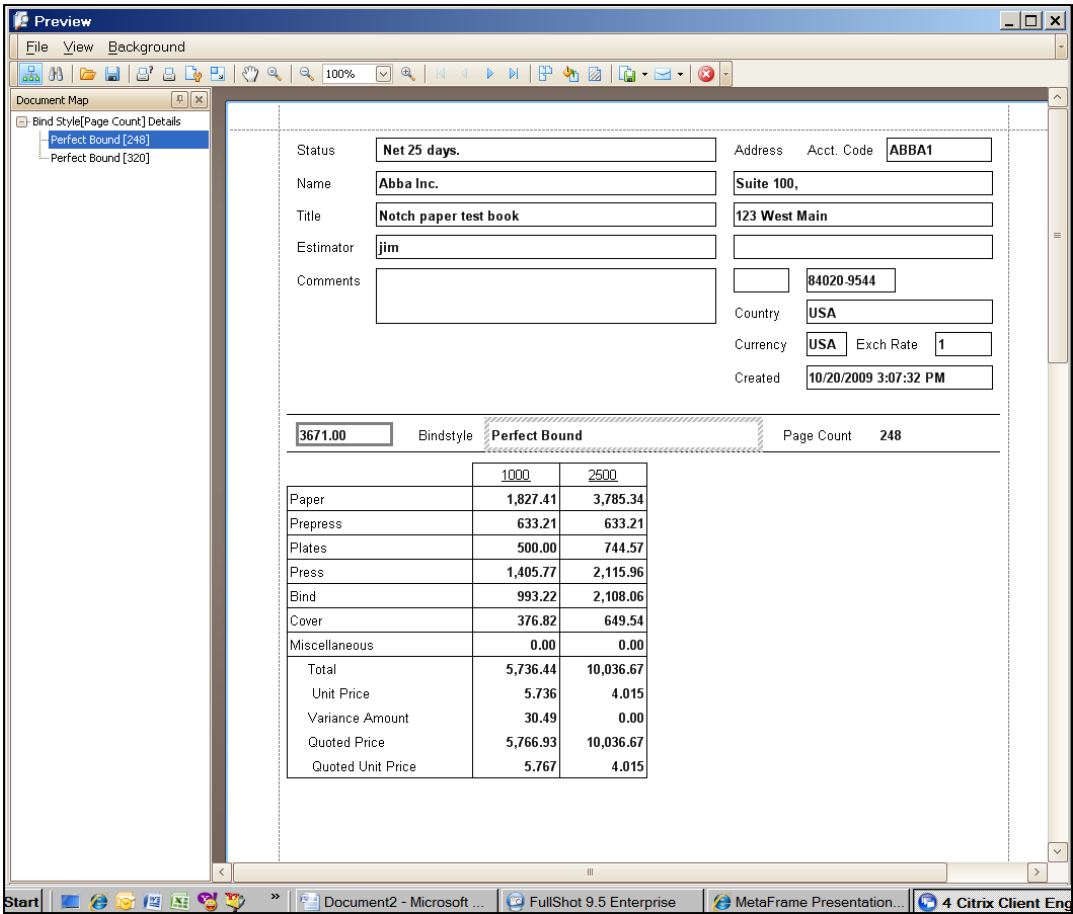 Preview
File View Background
100%
Document Map
Bind Style[Page Count] Details
Perfect Bound [248]
Perfect Bound [320]
Status Net 25 days. Address Acct. Code ABBA1
Name Abba Inc. Suite 100,
Title Notch paper test book 123 West Main
Estimator jim
Comments 84020-9544
Country USA
Currency USA Exch Rate 1
Created 10/20/2009 3:07:32 PM
3671.00 Bindstyle Perfect Bound Page Count 248
1000 2500
Paper 1,827.41 3,785.34
Prepress 633.21 633.21
Plates 500.00 744.57
Press 1,405.77 2,115.96
Bind 993.22 2,108.06
Cover 376.82 649.54
Miscellaneous 0.00 0.00
Total 5,736.44 10,036.67
Unit Price 5.736 4.015
Variance Amount 30.49 0.00
Quoted Price 5,766.93 10,036.67
Quoted Unit Price 5.767 4.015
Start » Document2 - Microsoft ... FullShot 9.5 Enterprise MetaFrame Presentation... 4 Citrix Client Eng